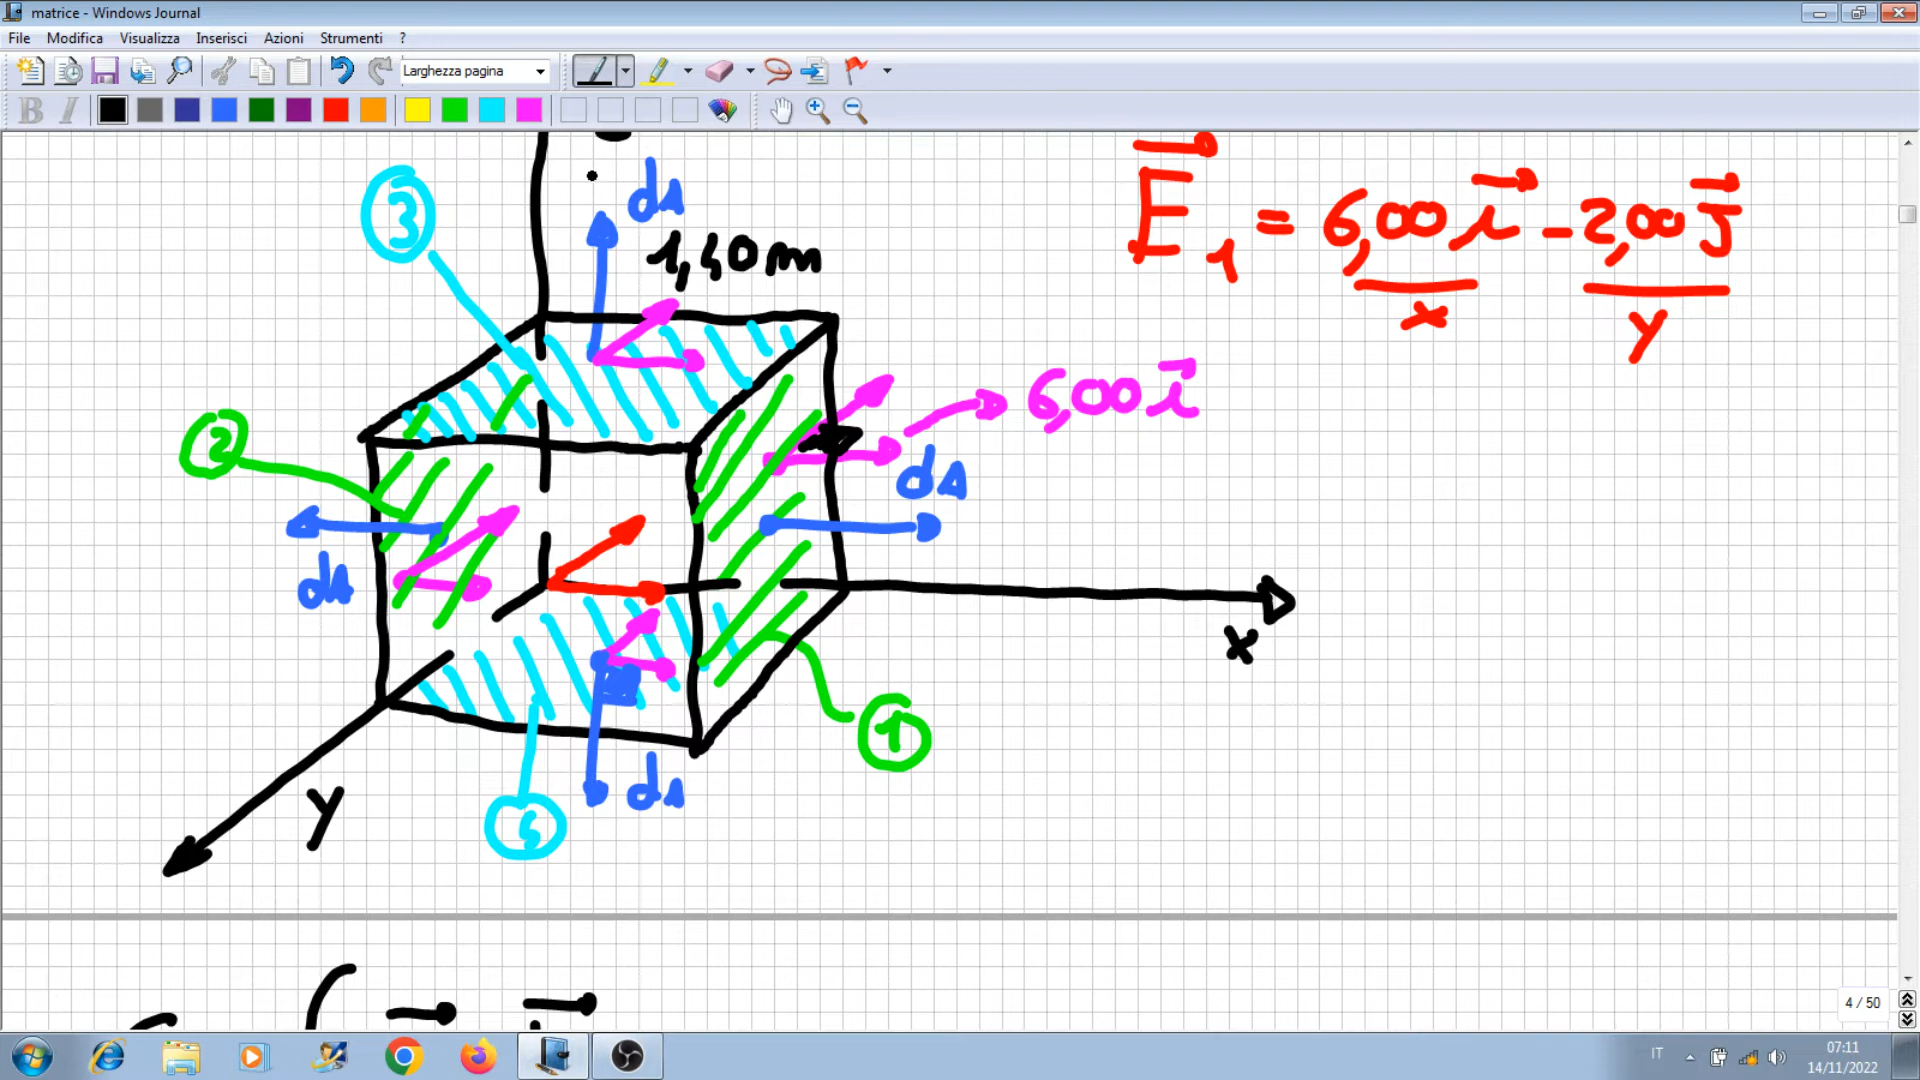 matrice - Windows Journal
File Modifica Visualizza Inserisci Azioni Strumenti ?
Larghezza pagina
B I
3
dA
1,40 m
E₁ = 6,00 i - 2,00 j
x y
6,00 i
2
dA
dA
x
1
y
dA
4 / 50
IT
07:11
14/11/2022